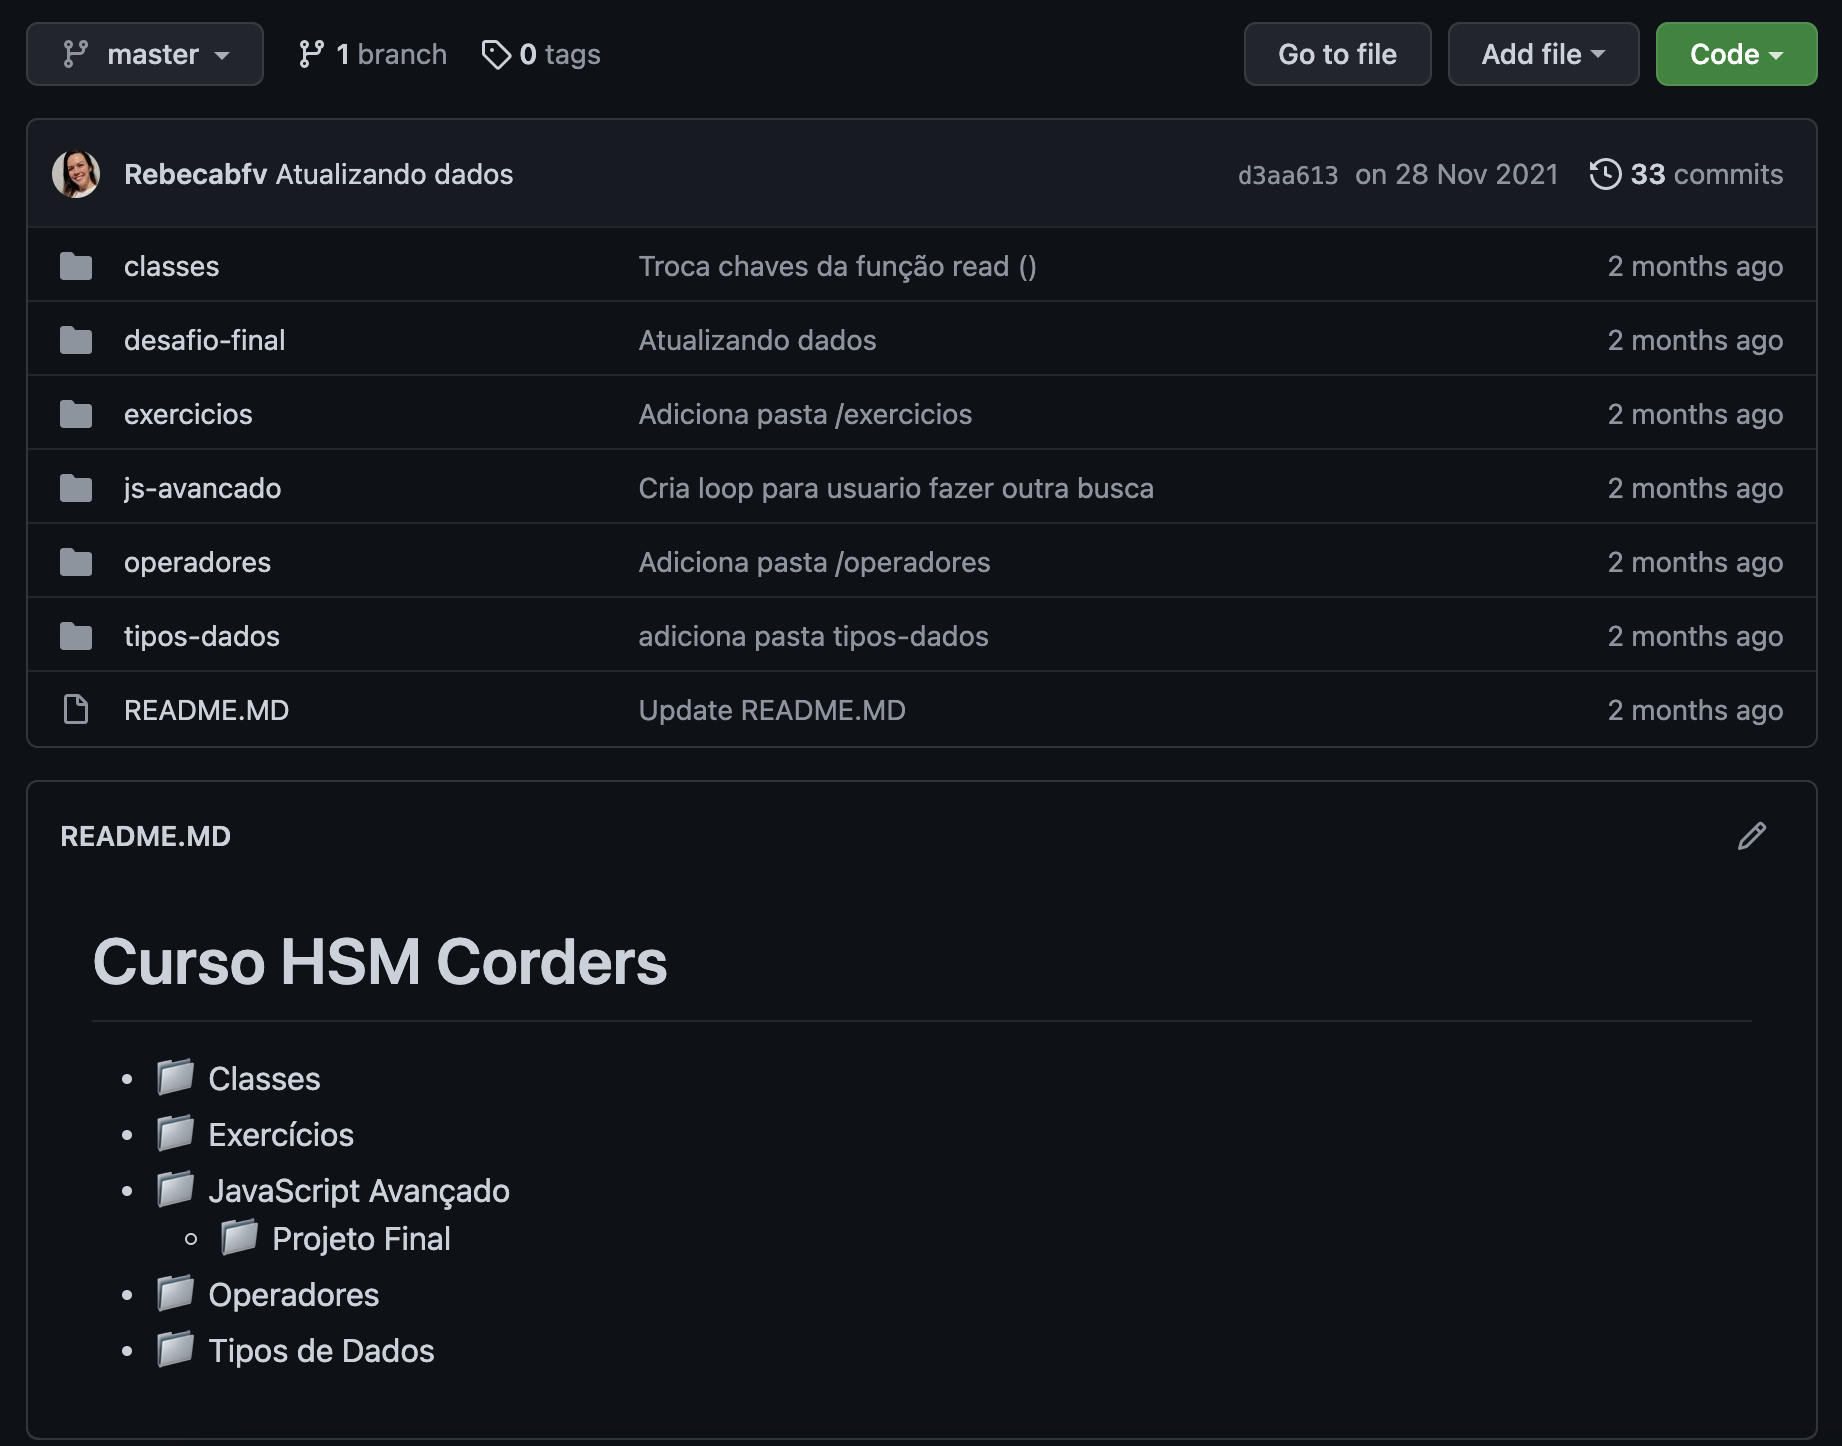 master 1 branch 0 tags Go to file Add file Code
Rebecabfv Atualizando dados d3aa613 on 28 Nov 2021 33 commits
classes Troca chaves da função read () 2 months ago
desafio-final Atualizando dados 2 months ago
exercicios Adiciona pasta /exercicios 2 months ago
js-avancado Cria loop para usuario fazer outra busca 2 months ago
operadores Adiciona pasta /operadores 2 months ago
tipos-dados adiciona pasta tipos-dados 2 months ago
README.MD Update README.MD 2 months ago
README.MD
Curso HSM Corders
Classes
Exercícios
JavaScript Avançado
Projeto Final
Operadores
Tipos de Dados